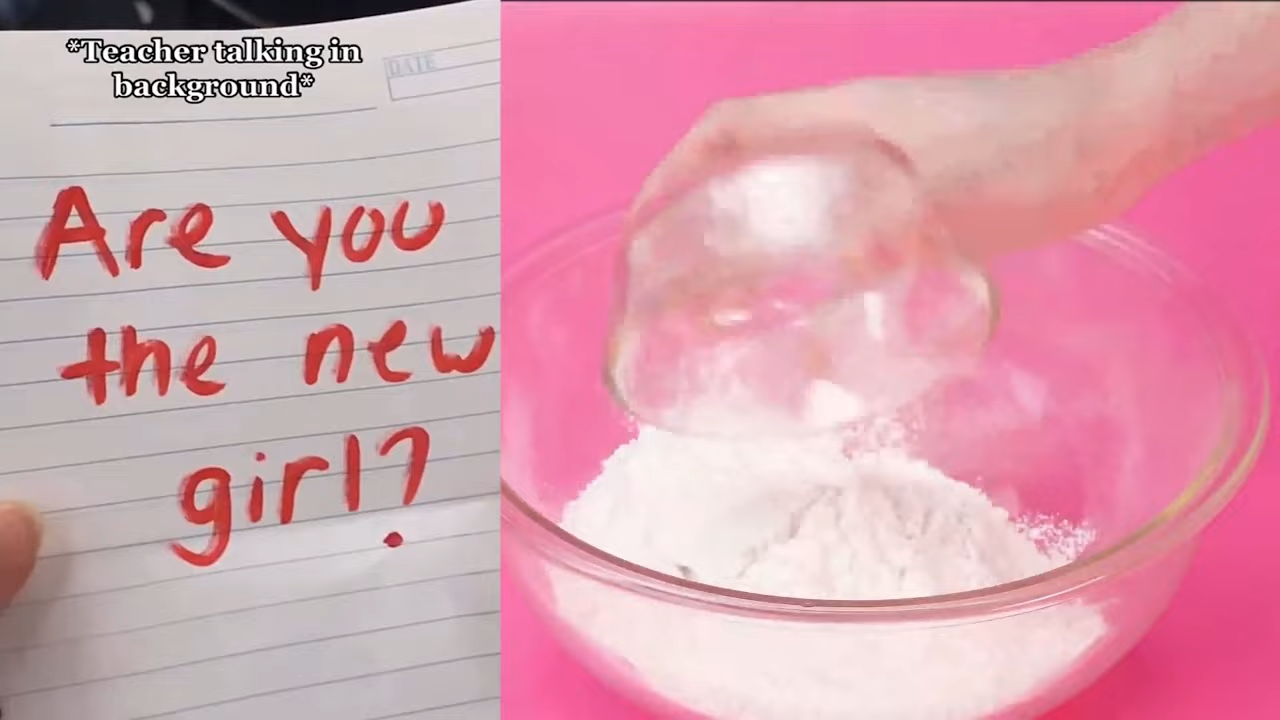 *Teacher talking in
background*
DATE
Are you
the new
girl?